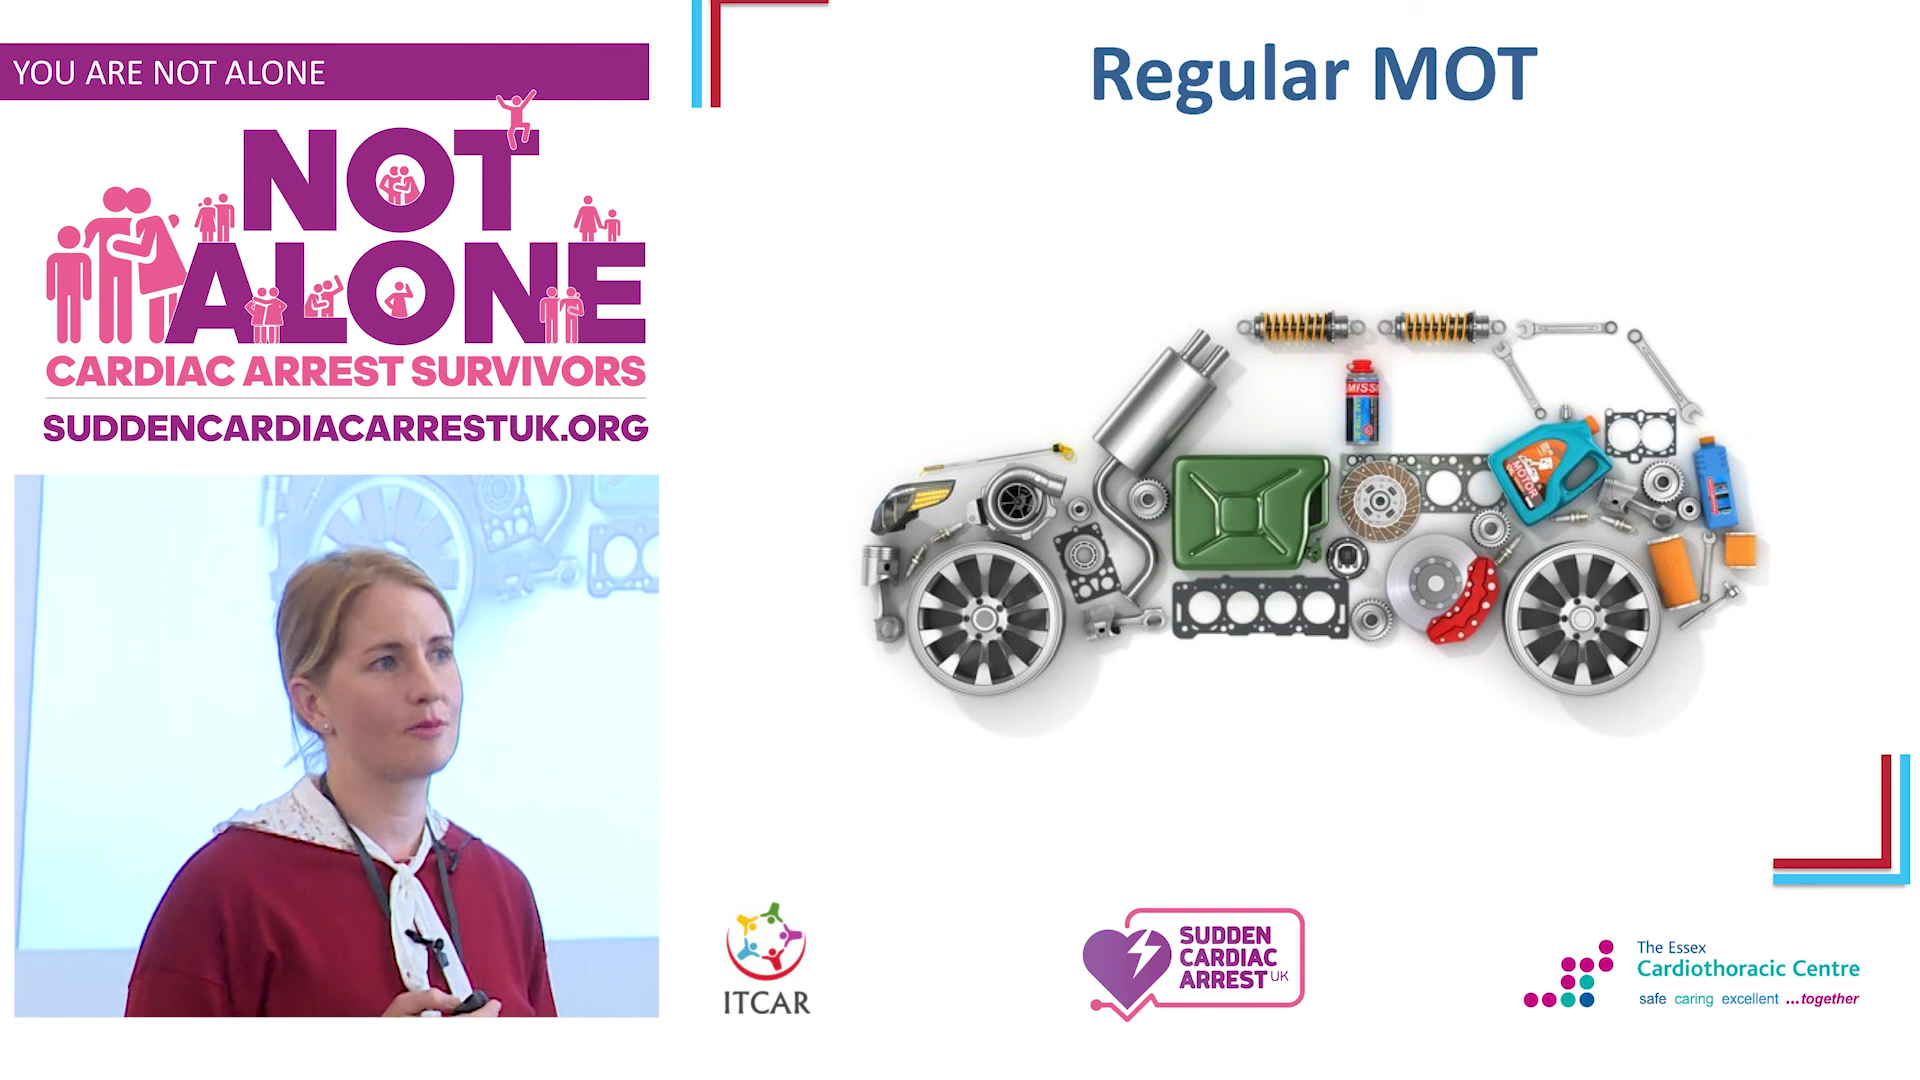 YOU ARE NOT ALONE
NOT
ALONE
CARDIAC ARREST SURVIVORS
SUDDENCARDIACARRESTUK.ORG
Regular MOT
MOTOR
ITCAR
SUDDEN
CARDIAC
ARREST UK
The Essex
Cardiothoracic Centre
safe caring excellent ...together